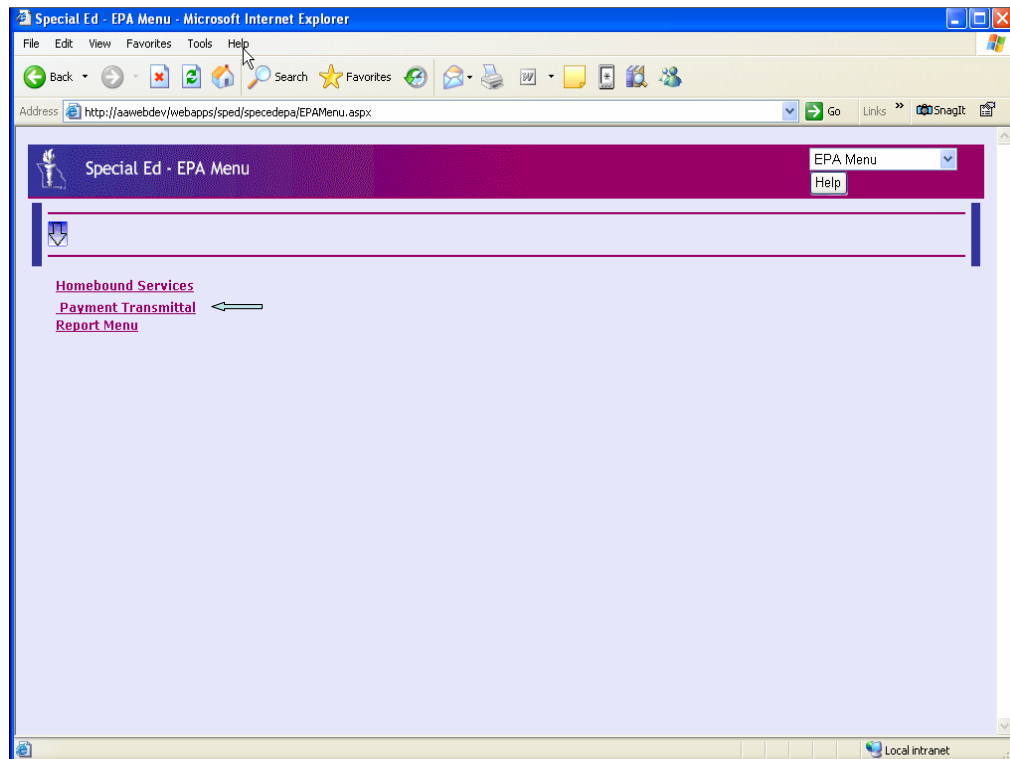 Special Ed - EPA Menu - Microsoft Internet Explorer
File Edit View Favorites Tools Help
Back Search Favorites
Address http://aawebdev/webapps/sped/specedepa/EPAMenu.aspx Go Links » SnagIt
Special Ed - EPA Menu
EPA Menu
Help
Homebound Services
Payment Transmittal
Report Menu
Local intranet